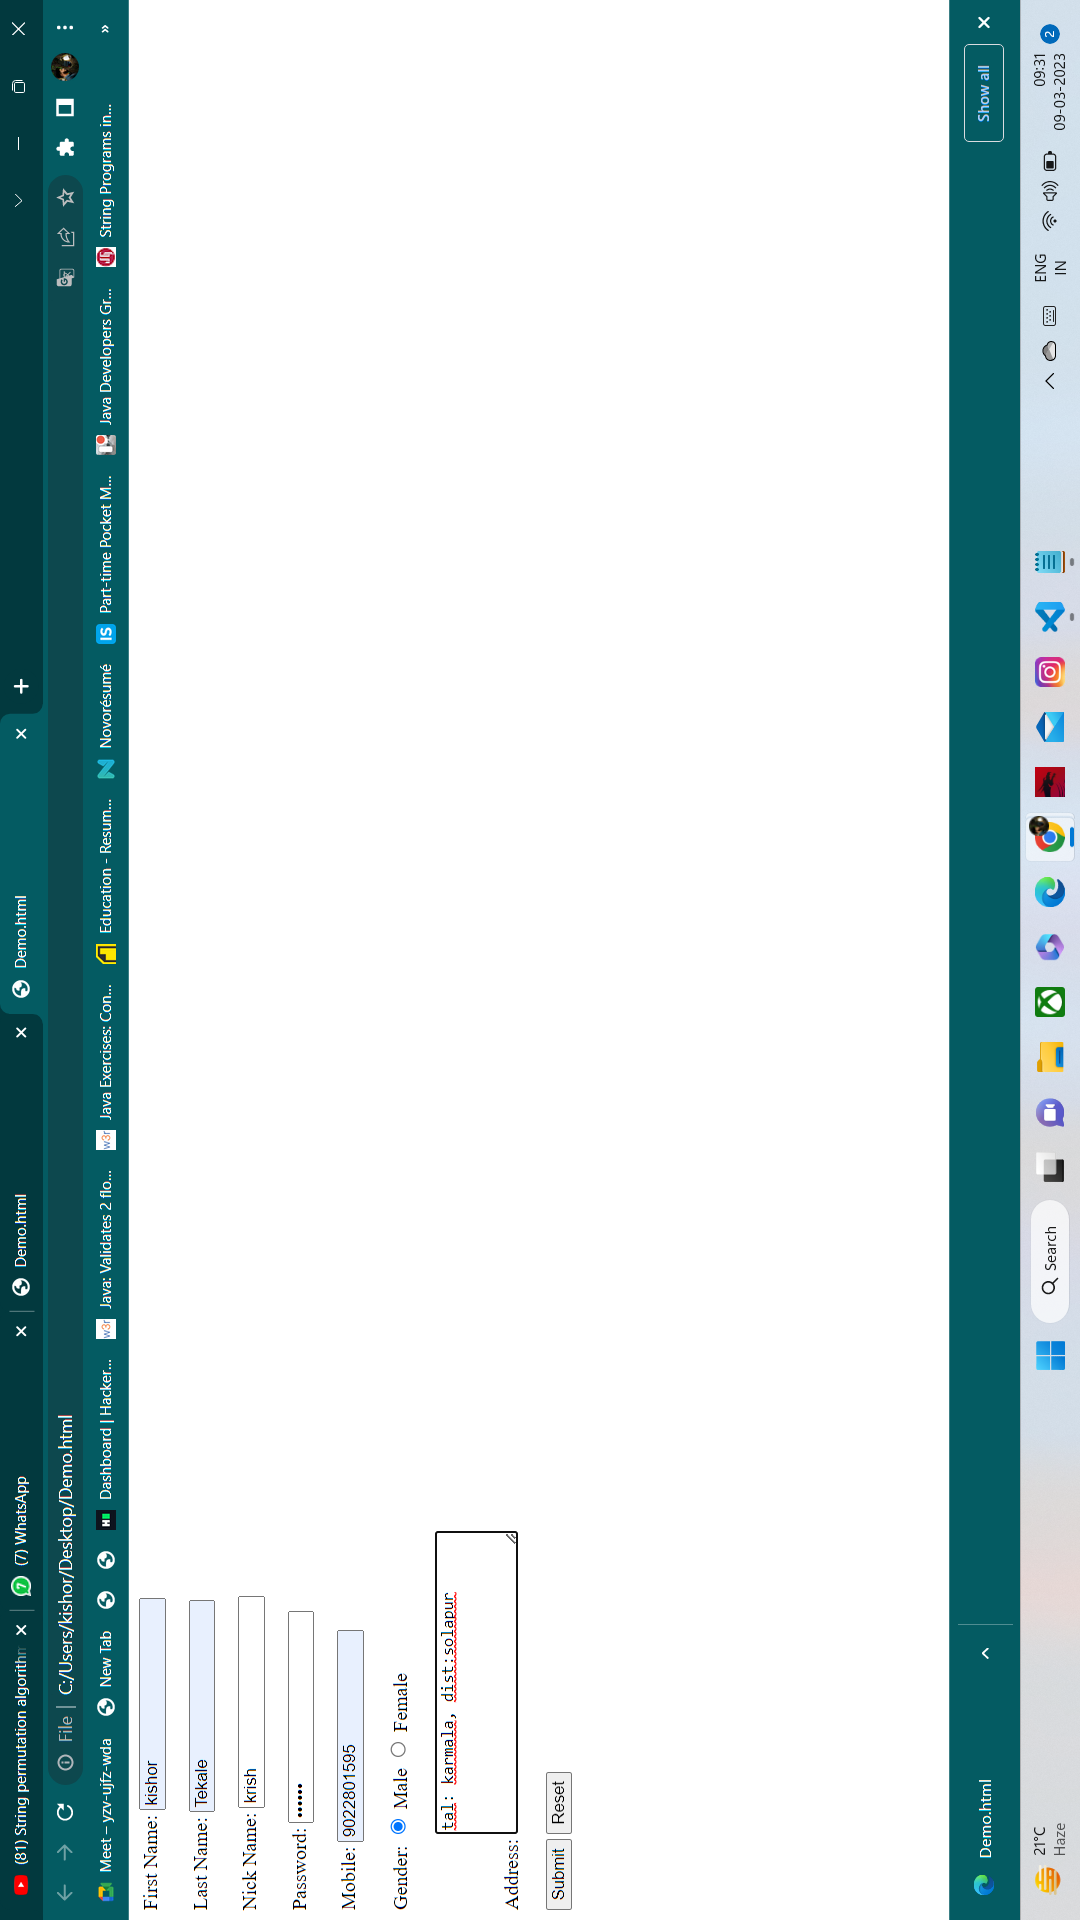 (81) String permutation algorithm
(7) WhatsApp
Demo.html
Demo.html
File | C:/Users/kishor/Desktop/Demo.html
Meet – yzv-ujfz-wda
New Tab
Dashboard | Hacker...
Java: Validates 2 flo...
Java Exercises: Con...
Education - Resum...
Novorésumé
Part-time Pocket M...
Java Developers Gr...
String Programs in...
»
First Name: kishor
Last Name: Tekale
Nick Name: krish
Password: ••••••
Mobile: 9022801595
Gender: Male Female
Address: tal: karmala, dist:solapur
Submit Reset
Demo.html
Show all
21°C
Haze
Search
ENG
IN
09:31
09-03-2023
2